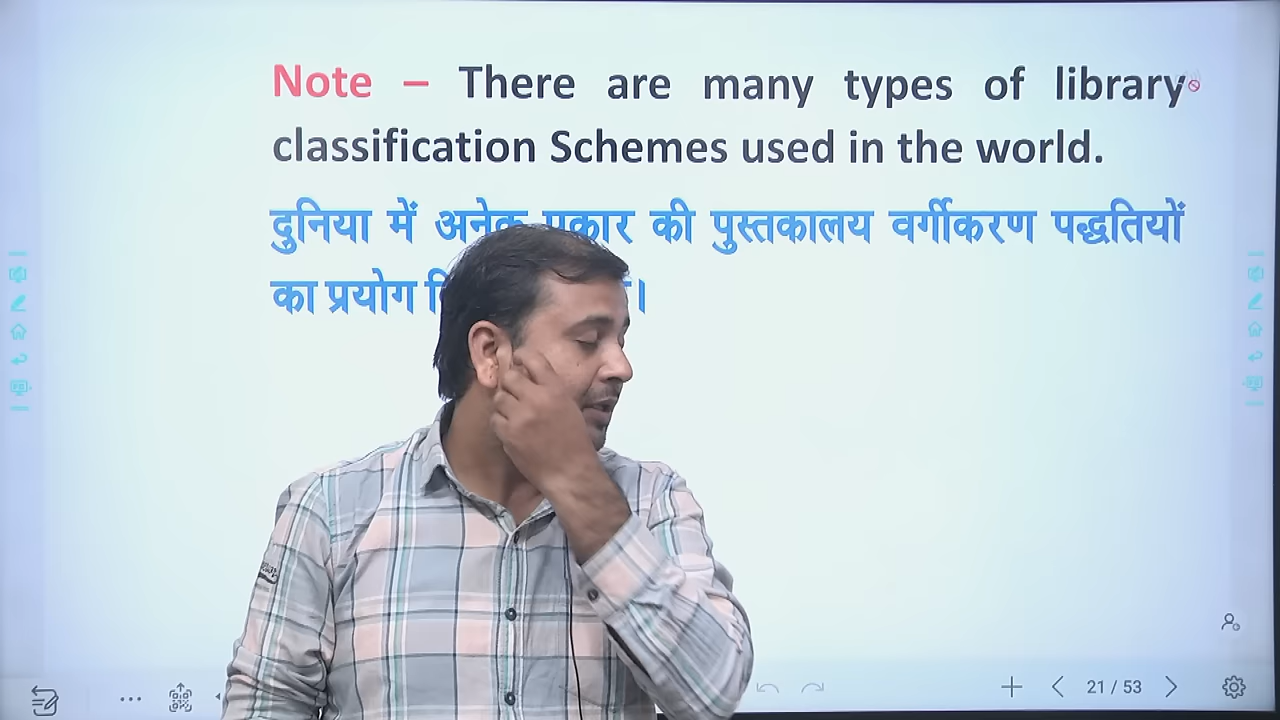 Note – There are many types of library
classification Schemes used in the world.
दुनिया में अनेक प्रकार की पुस्तकालय वर्गीकरण पद्धतियों
का प्रयोग
21 / 53